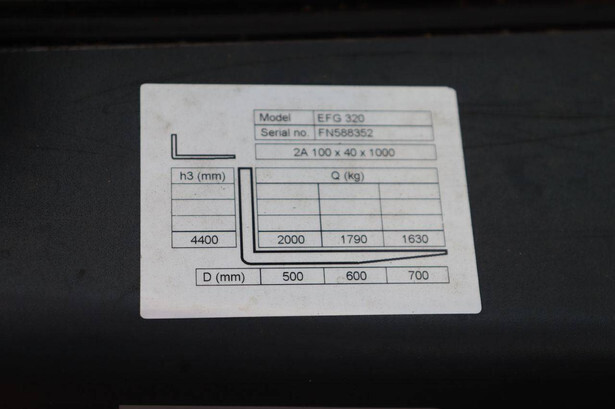 Model EFG 320
Serial no. FN588352
2A 100 x 40 x 1000
h3 (mm) Q (kg)
4400 2000 1790 1630
D (mm) 500 600 700